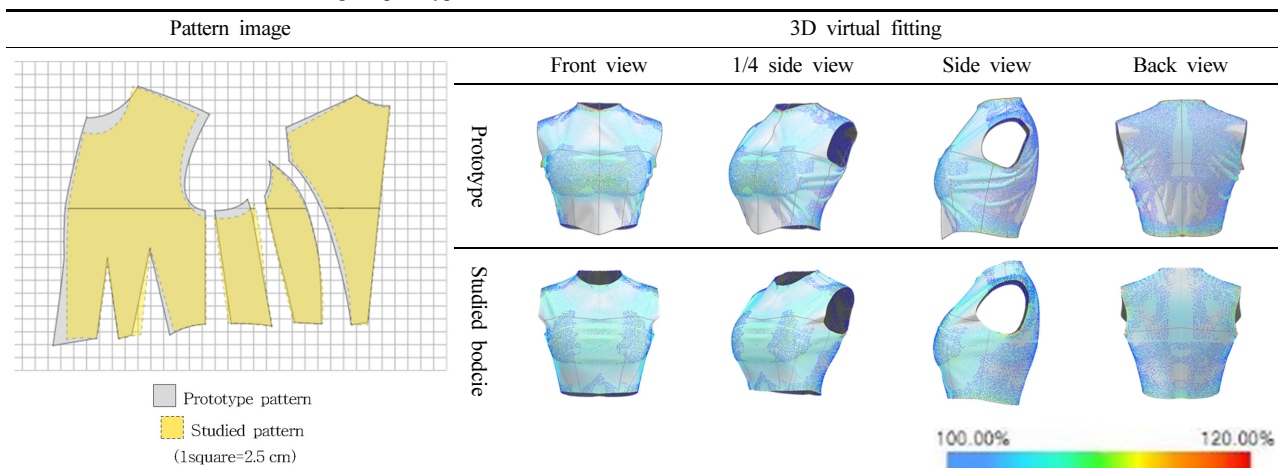 Pattern image
3D virtual fitting
Front view
1/4 side view
Side view
Back view
Prototype
Studied bodcie
Prototype pattern
Studied pattern
(1square=2.5 cm)
100.00%
120.00%